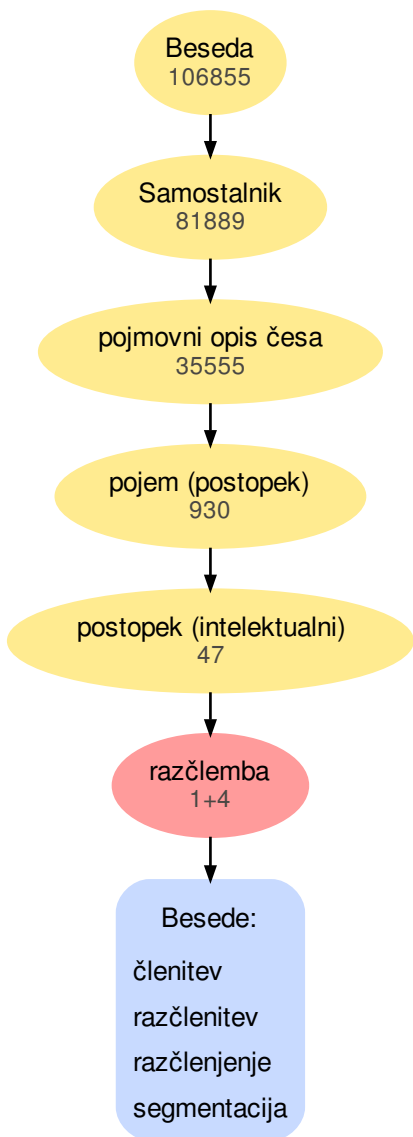 Beseda
106855
Samostalnik
81889
pojmovni opis česa
35555
pojem (postopek)
930
postopek (intelektualni)
47
razčlemba
1+4
Besede:
členitev
razčlenitev
razčlenjenje
segmentacija